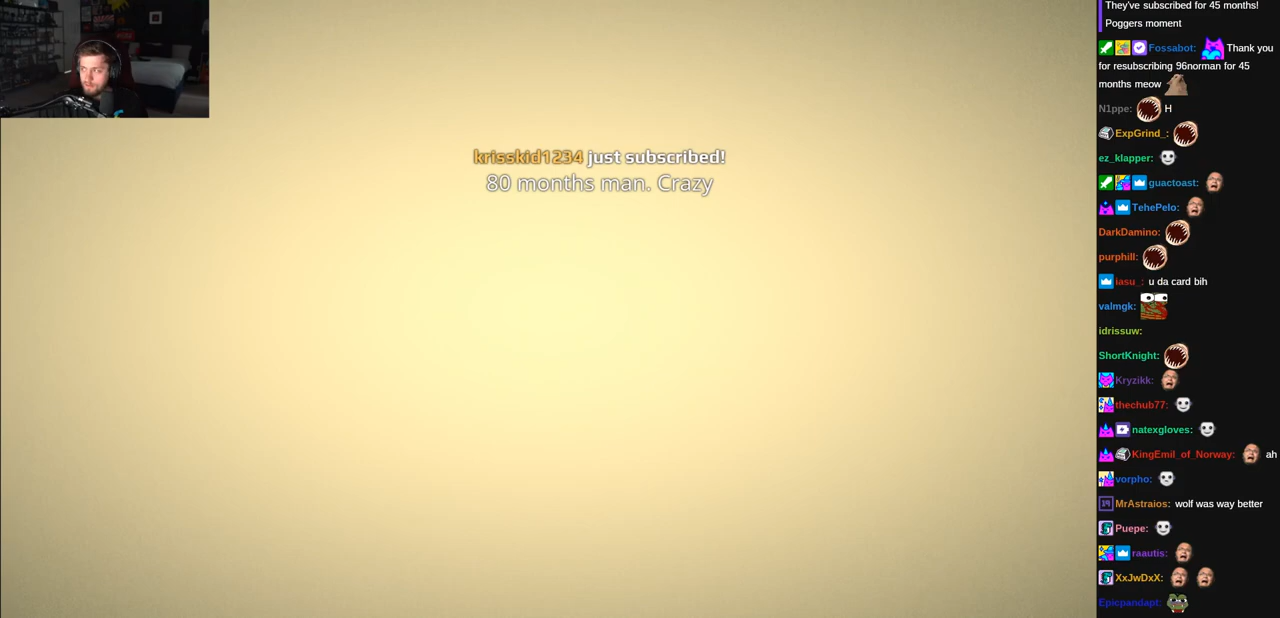 They've subscribed for 45 months!
Poggers moment
Fossabot: Thank you
for resubscribing 96norman for 45
months meow
N1ppe: H
ExpGrind_:
ez_klapper:
guactoast:
TehePelo:
DarkDamino:
purphill:
iasu_: u da card bih
valmgk:
idrissuw:
ShortKnight:
Kryzikk:
thechub77:
natexgloves:
KingEmil_of_Norway: ah
vorpho:
MrAstraios: wolf was way better
Puepe:
raautis:
XxJwDxX:
Epicpandapt:
krisskid1234 just subscribed!
80 months man. Crazy